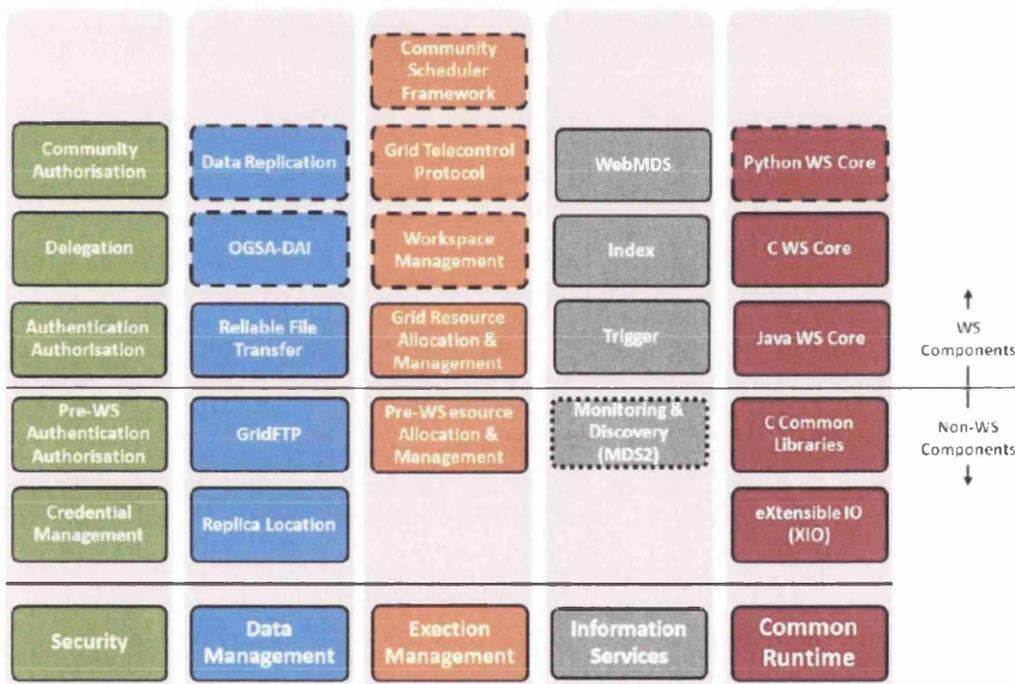 Community
Scheduler
Framework
Community
Authorisation
Data Replication
Grid Telecontrol
Protocol
WebMDS
Python WS Core
Delegation
OGSA-DAI
Workspace
Management
Index
C WS Core
Authentication
Authorisation
Reliable File
Transfer
Grid Resource
Allocation &
Management
Trigger
Java WS Core
WS
Components
Pre-WS
Authentication
Authorisation
GridFTP
Pre-WS esource
Allocation &
Management
Monitoring &
Discovery
(MDS2)
C Common
Libraries
Non-WS
Components
Credential
Management
Replica Location
eXtensible IO
(XIO)
Security
Data
Management
Exection
Management
Information
Services
Common
Runtime